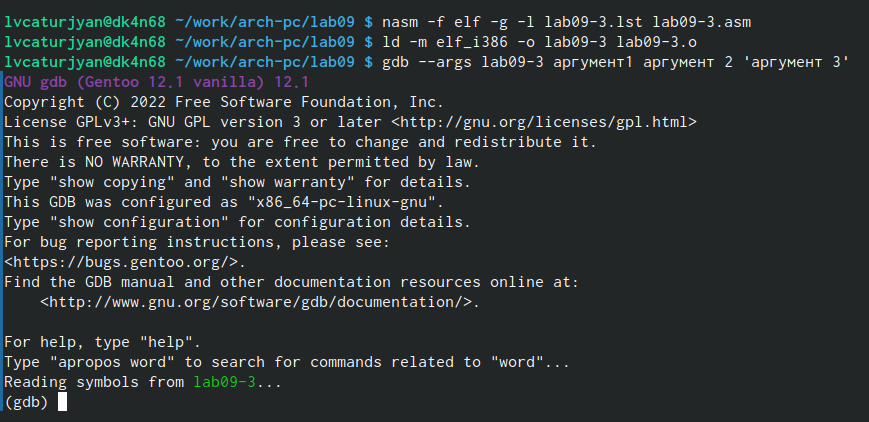 lvcaturjyan@dk4n68 ~/work/arch-pc/lab09 $ nasm -f elf -g -l lab09-3.lst lab09-3.asm
lvcaturjyan@dk4n68 ~/work/arch-pc/lab09 $ ld -m elf_i386 -o lab09-3 lab09-3.o
lvcaturjyan@dk4n68 ~/work/arch-pc/lab09 $ gdb --args lab09-3 аргумент1 аргумент 2 'аргумент 3'
GNU gdb (Gentoo 12.1 vanilla) 12.1
Copyright (C) 2022 Free Software Foundation, Inc.
License GPLv3+: GNU GPL version 3 or later <http://gnu.org/licenses/gpl.html>
This is free software: you are free to change and redistribute it.
There is NO WARRANTY, to the extent permitted by law.
Type "show copying" and "show warranty" for details.
This GDB was configured as "x86_64-pc-linux-gnu".
Type "show configuration" for configuration details.
For bug reporting instructions, please see:
<https://bugs.gentoo.org/>.
Find the GDB manual and other documentation resources online at:
    <http://www.gnu.org/software/gdb/documentation/>.

For help, type "help".
Type "apropos word" to search for commands related to "word"...
Reading symbols from lab09-3...
(gdb)